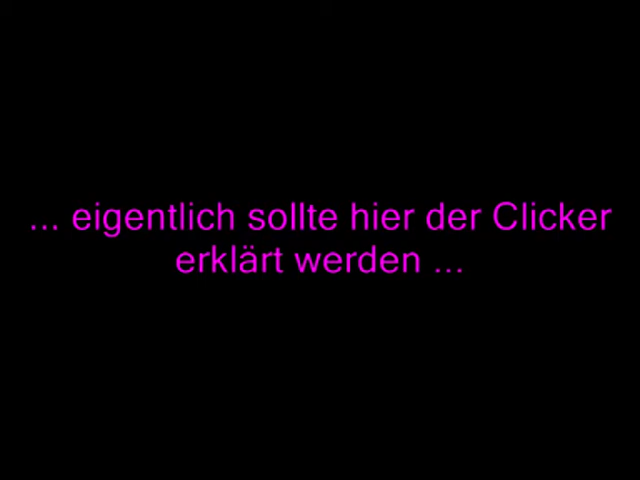 ... eigentlich sollte hier der Clicker
erklärt werden ...